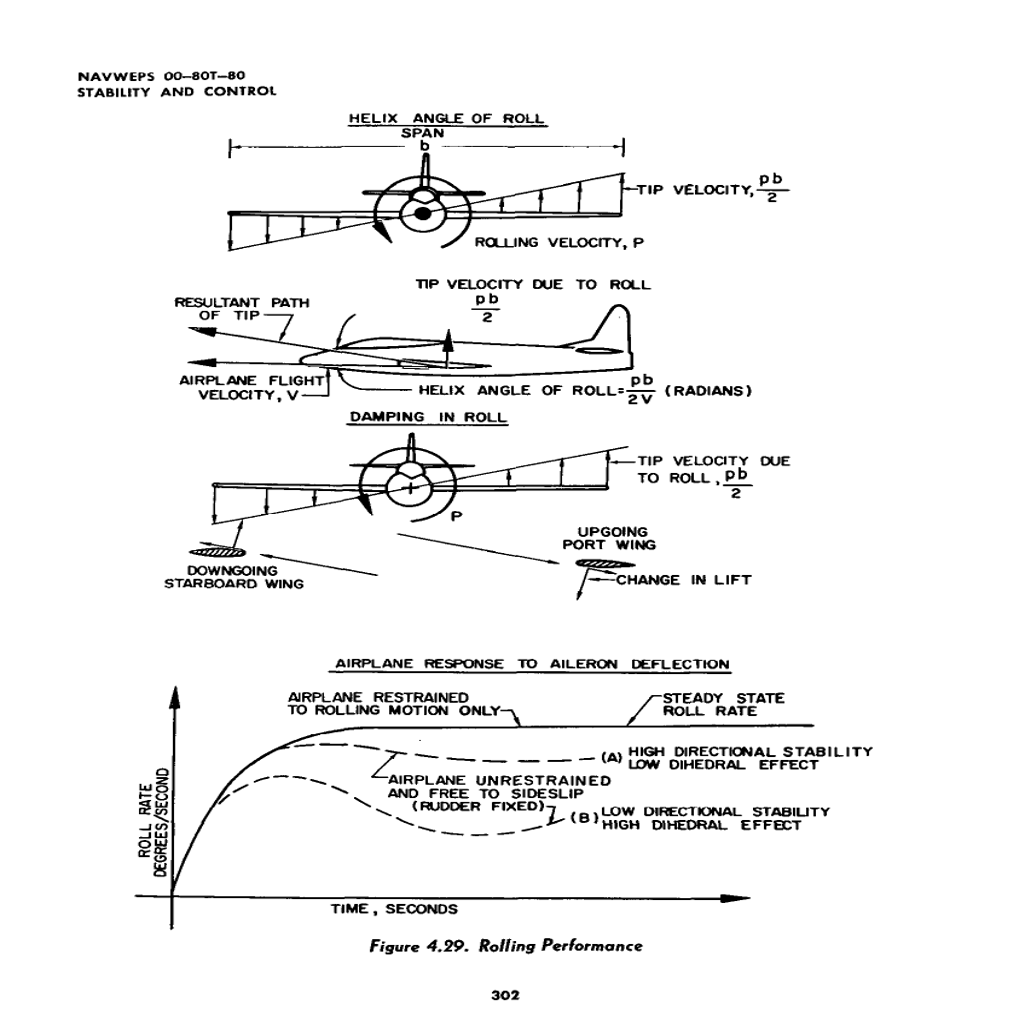 NAVWEPS 00–80T–80
STABILITY AND CONTROL
HELIX ANGLE OF ROLL
SPAN
b
TIP VELOCITY, pb
2
ROLLING VELOCITY, P
TIP VELOCITY DUE TO ROLL
pb
2
RESULTANT PATH
OF TIP
AIRPLANE FLIGHT
VELOCITY, V
HELIX ANGLE OF ROLL= pb (RADIANS)
2V
DAMPING IN ROLL
TIP VELOCITY DUE
TO ROLL, pb
2
P
UPGOING
PORT WING
DOWNGOING
STARBOARD WING
CHANGE IN LIFT
AIRPLANE RESPONSE TO AILERON DEFLECTION
AIRPLANE RESTRAINED
TO ROLLING MOTION ONLY
STEADY STATE
ROLL RATE
(A) HIGH DIRECTIONAL STABILITY
LOW DIHEDRAL EFFECT
AIRPLANE UNRESTRAINED
AND FREE TO SIDESLIP
(RUDDER FIXED)
(B) LOW DIRECTIONAL STABILITY
HIGH DIHEDRAL EFFECT
ROLL RATE
DEGREES/SECOND
TIME, SECONDS
Figure 4.29. Rolling Performance
302